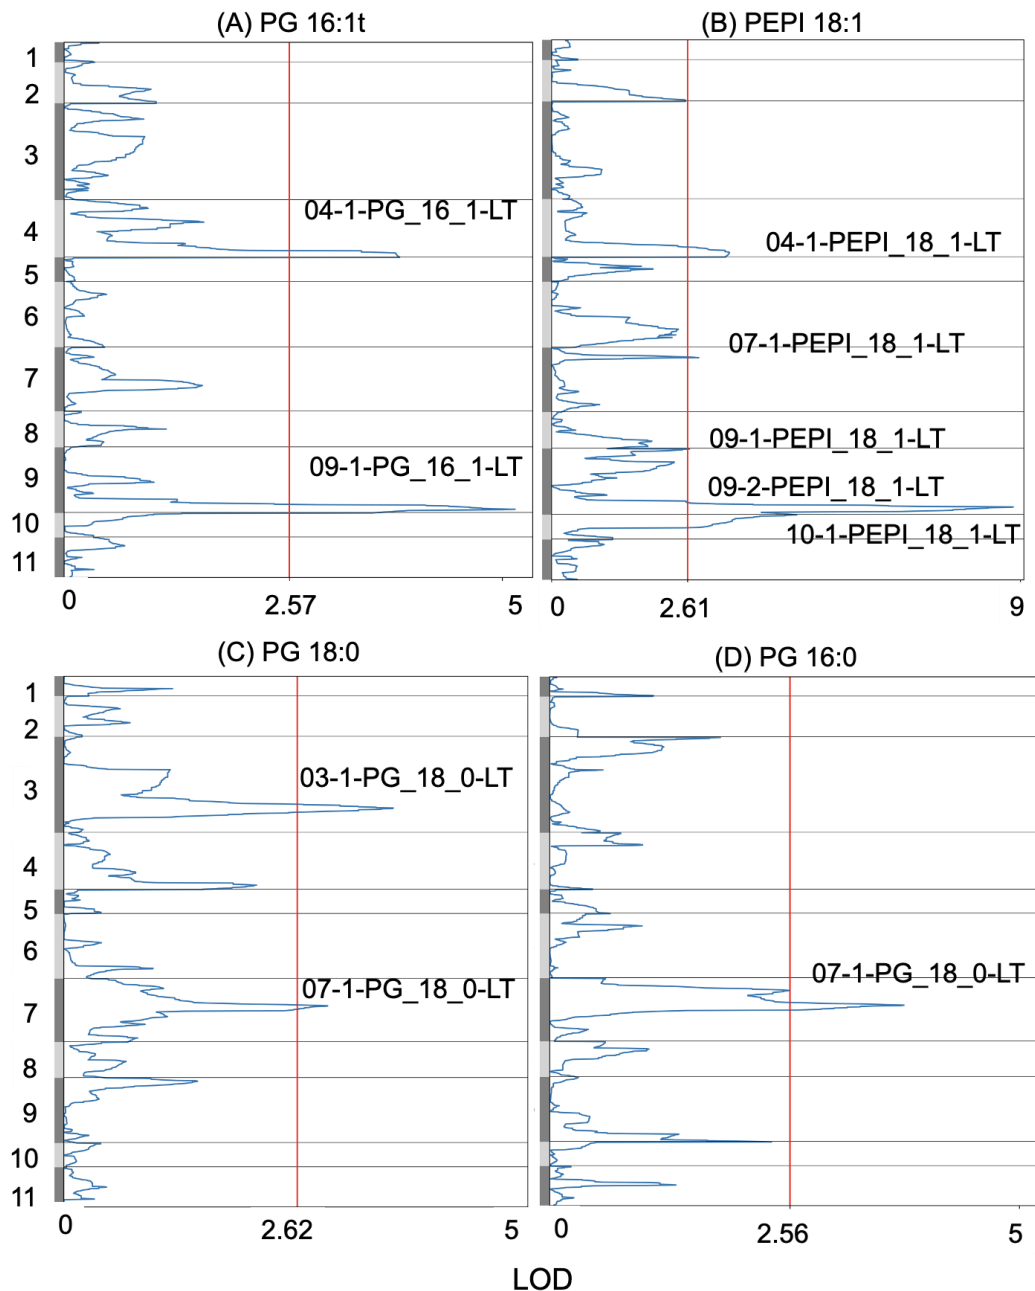 (A) PG 16:1t
(B) PEPI 18:1
1
2
3
04-1-PG_16_1-LT
4
04-1-PEPI_18_1-LT
5
6
07-1-PEPI_18_1-LT
7
8
09-1-PEPI_18_1-LT
09-1-PG_16_1-LT
9
09-2-PEPI_18_1-LT
10
10-1-PEPI_18_1-LT
11
0 2.57 5
0 2.61 9
(C) PG 18:0
(D) PG 16:0
1
2
3
03-1-PG_18_0-LT
4
5
6
07-1-PG_18_0-LT
07-1-PG_18_0-LT
7
8
9
10
11
0 2.62 5
0 2.56 5
LOD